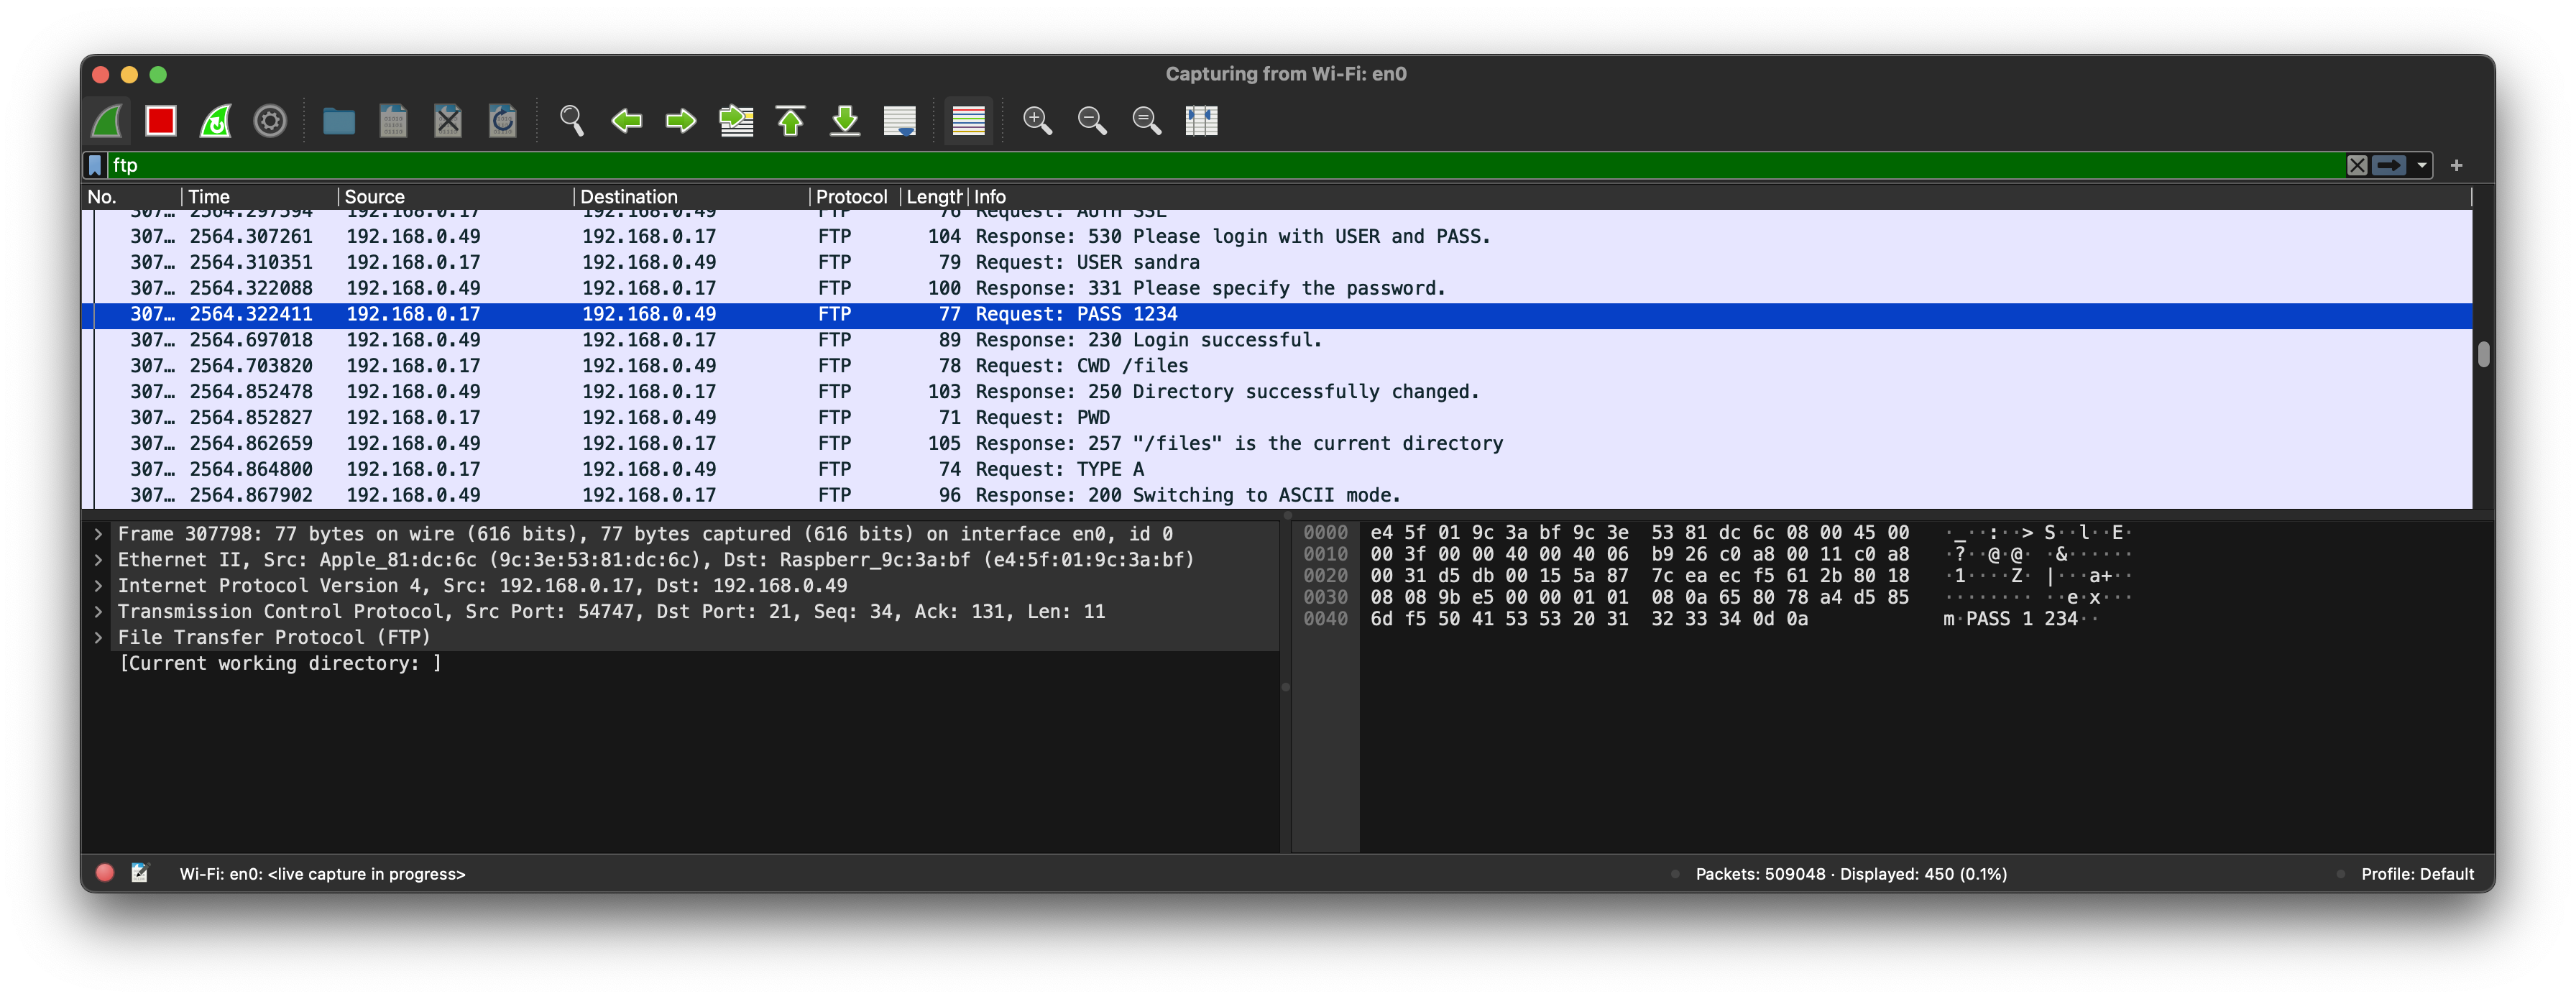 Capturing from Wi-Fi: en0
ftp
No. Time Source Destination Protocol Length Info
307… 2564.297594 192.168.0.17 192.168.0.49 FTP 76 Request: AUTH SSL
307… 2564.307261 192.168.0.49 192.168.0.17 FTP 104 Response: 530 Please login with USER and PASS.
307… 2564.310351 192.168.0.17 192.168.0.49 FTP 79 Request: USER sandra
307… 2564.322088 192.168.0.49 192.168.0.17 FTP 100 Response: 331 Please specify the password.
307… 2564.322411 192.168.0.17 192.168.0.49 FTP 77 Request: PASS 1234
307… 2564.697018 192.168.0.49 192.168.0.17 FTP 89 Response: 230 Login successful.
307… 2564.703820 192.168.0.17 192.168.0.49 FTP 78 Request: CWD /files
307… 2564.852478 192.168.0.49 192.168.0.17 FTP 103 Response: 250 Directory successfully changed.
307… 2564.852827 192.168.0.17 192.168.0.49 FTP 71 Request: PWD
307… 2564.862659 192.168.0.49 192.168.0.17 FTP 105 Response: 257 "/files" is the current directory
307… 2564.864800 192.168.0.17 192.168.0.49 FTP 74 Request: TYPE A
307… 2564.867902 192.168.0.49 192.168.0.17 FTP 96 Response: 200 Switching to ASCII mode.
Frame 307798: 77 bytes on wire (616 bits), 77 bytes captured (616 bits) on interface en0, id 0
Ethernet II, Src: Apple_81:dc:6c (9c:3e:53:81:dc:6c), Dst: Raspberr_9c:3a:bf (e4:5f:01:9c:3a:bf)
Internet Protocol Version 4, Src: 192.168.0.17, Dst: 192.168.0.49
Transmission Control Protocol, Src Port: 54747, Dst Port: 21, Seq: 34, Ack: 131, Len: 11
File Transfer Protocol (FTP)
[Current working directory: ]
0000 e4 5f 01 9c 3a bf 9c 3e 53 81 dc 6c 08 00 45 00 ·_··:··> S··l··E·
0010 00 3f 00 00 40 00 40 06 b9 26 c0 a8 00 11 c0 a8 ·?··@·@· ·&······
0020 00 31 d5 db 00 15 5a 87 7c ea ec f5 61 2b 80 18 ·1····Z· |···a+··
0030 08 08 9b e5 00 00 01 01 08 0a 65 80 78 a4 d5 85 ········ ··e·x···
0040 6d f5 50 41 53 53 20 31 32 33 34 0d 0a m·PASS 1 234··
Wi-Fi: en0: <live capture in progress>
Packets: 509048 · Displayed: 450 (0.1%)
Profile: Default